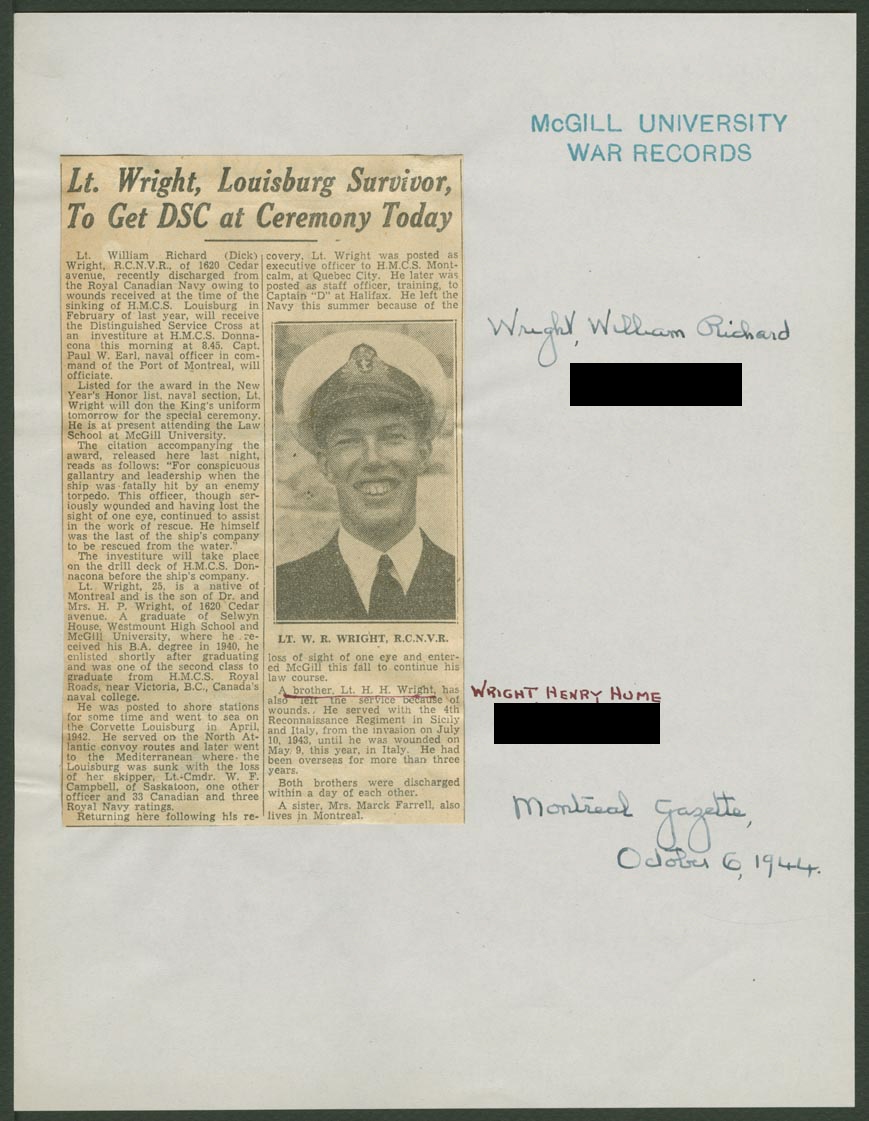 McGILL UNIVERSITY
WAR RECORDS
Lt. Wright, Louisburg Survivor,
To Get DSC at Ceremony Today
Lt. William Richard (Dick)
Wright, R.C.N.V.R., of 1620 Cedar
avenue, recently discharged from
the Royal Canadian Navy owing to
wounds received at the time of the
sinking of H.M.C.S. Louisburg in
February of last year, will receive
the Distinguished Service Cross at
an investiture at H.M.C.S. Donna-
cona this morning at 8.45. Capt.
Paul W. Earl, naval officer in com-
mand of the Port of Montreal, will
officiate.
Listed for the award in the New
Year's Honor list, naval section, Lt.
Wright will don the King's uniform
tomorrow for the special ceremony.
He is at present attending the Law
School at McGill University.
The citation accompanying the
award, released here last night,
reads as follows: "For conspicuous
gallantry and leadership when the
ship was fatally hit by an enemy
torpedo. This officer, though ser-
iously wounded and having lost the
sight of one eye, continued to assist
in the work of rescue. He himself
was the last of the ship's company
to be rescued from the water."
The investiture will take place
on the drill deck of H.M.C.S. Don-
nacona before the ship's company.
Lt. Wright, 25, is a native of
Montreal and is the son of Dr. and
Mrs. H. P. Wright, of 1620 Cedar
avenue. A graduate of Selwyn
House, Westmount High School and
McGill University, where he re-
ceived his B.A. degree in 1940, he
enlisted shortly after graduating
and was one of the second class to
graduate from H.M.C.S. Royal
Roads, near Victoria, B.C., Canada's
naval college.
He was posted to shore stations
for some time and went to sea on
the Corvette Louisburg in April,
1942. He served on the North At-
lantic convoy routes and later went
to the Mediterranean where the
Louisburg was sunk with the loss
of her skipper, Lt.-Cmdr. W. F.
Campbell, of Saskatoon, one other
officer and 33 Canadian and three
Royal Navy ratings.
Returning here following his re-
covery, Lt. Wright was posted as
executive officer to H.M.C.S. Mont-
calm, at Quebec City. He later was
posted as staff officer, training, to
Captain "D" at Halifax. He left the
Navy this summer because of the
LT. W. R. WRIGHT, R.C.N.V.R.
loss of sight of one eye and enter-
ed McGill this fall to continue his
law course.
A brother, Lt. H. H. Wright, has
also left the service because of
wounds. He served with the 4th
Reconnaissance Regiment in Sicily
and Italy, from the invasion on July
10, 1943, until he was wounded on
May 9, this year, in Italy. He had
been overseas for more than three
years.
Both brothers were discharged
within a day of each other.
A sister, Mrs. Marck Farrell, also
lives in Montreal.
Wright, William Richard
WRIGHT, HENRY HUME
Montreal Gazette,
October 6, 1944.